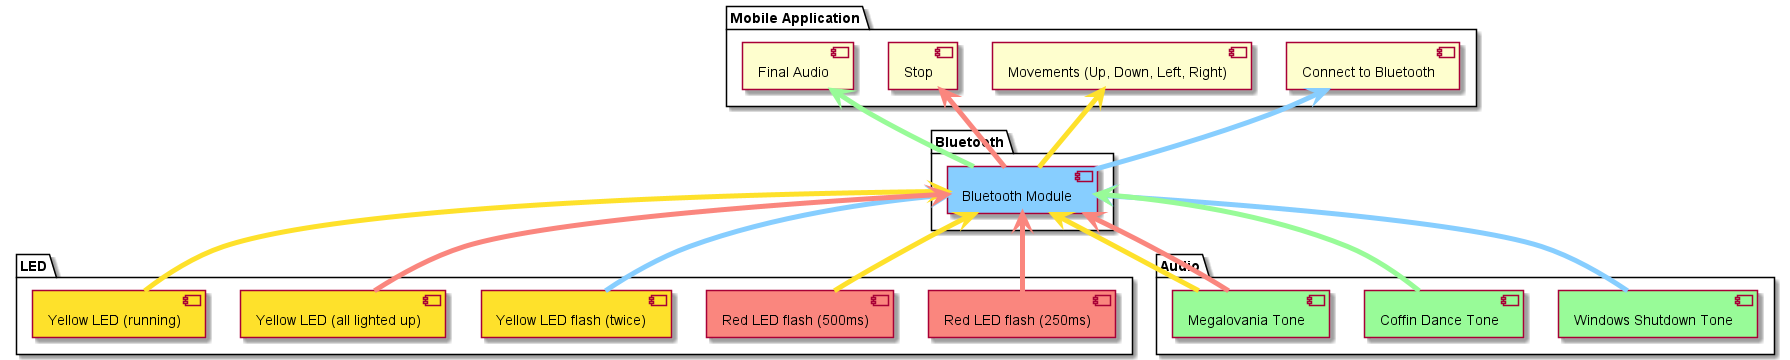 Mobile Application
Final Audio
Stop
Movements (Up, Down, Left, Right)
Connect to Bluetooth
Bluetooth
Bluetooth Module
LED
Yellow LED (running)
Yellow LED (all lighted up)
Yellow LED flash (twice)
Red LED flash (500ms)
Red LED flash (250ms)
Audio
Megalovania Tone
Coffin Dance Tone
Windows Shutdown Tone